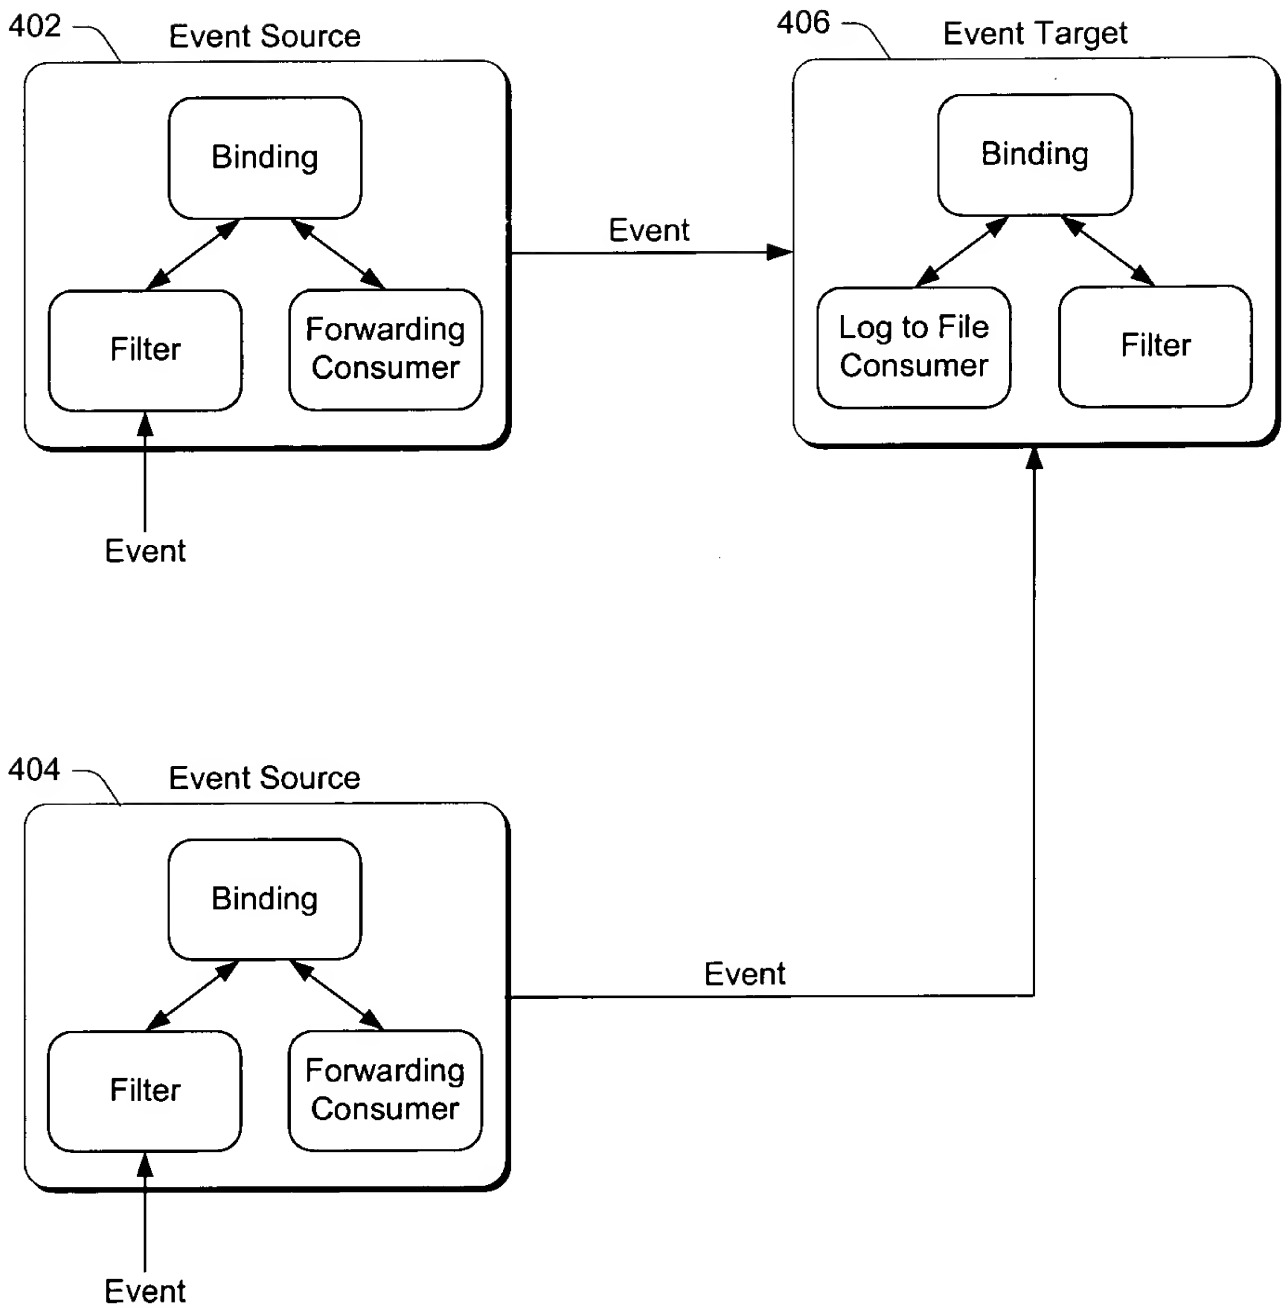 402
Event Source
406
Event Target
Binding
Binding
Event
Filter
Forwarding
Consumer
Log to File
Consumer
Filter
Event
404
Event Source
Binding
Event
Filter
Forwarding
Consumer
Event